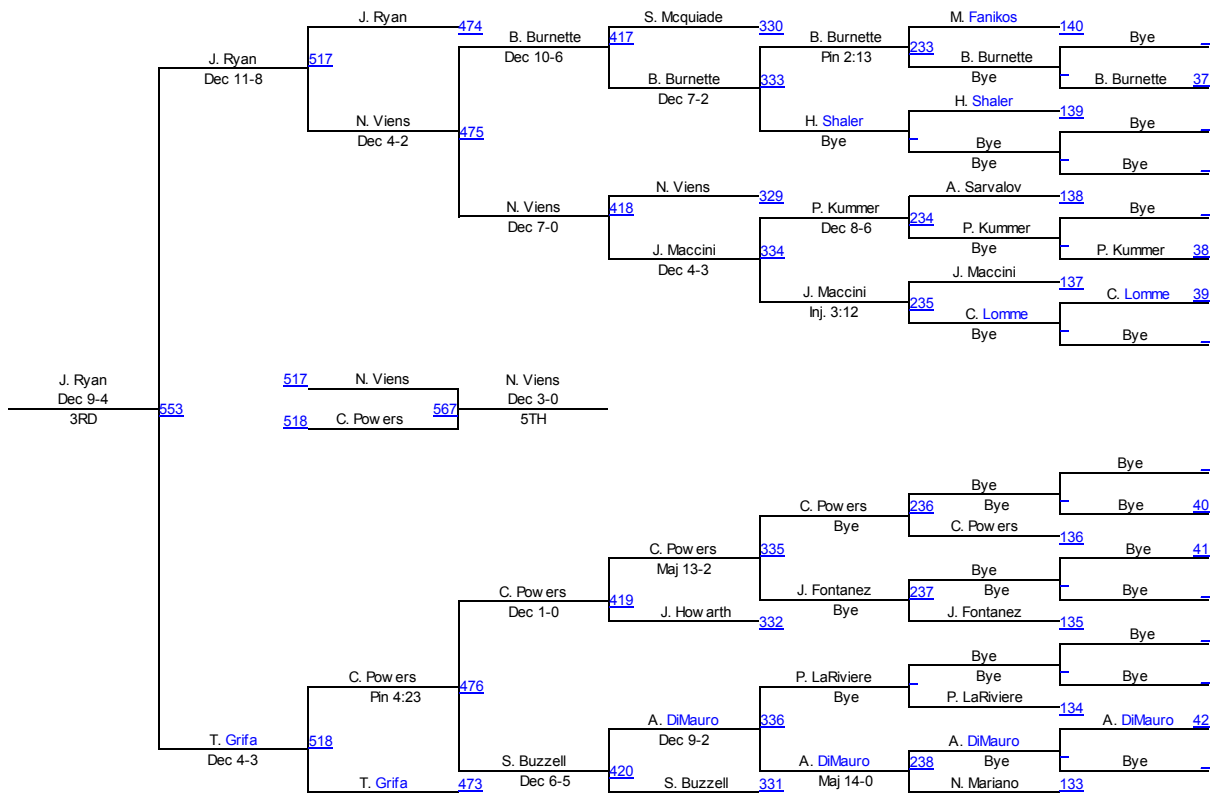 J. Ryan 474
S. Mcquiade 330
M. Fanikos 140
B. Burnette 417
B. Burnette 233
Bye
Dec 10-6
Pin 2:13
J. Ryan 517
B. Burnette
Dec 11-8
Bye
B. Burnette 37
B. Burnette 333
Dec 7-2
H. Shaler 139
N. Viens 475
H. Shaler
Bye
Dec 4-2
Bye
Bye
Bye
Bye
N. Viens 329
A. Sarvalov 138
N. Viens 418
P. Kummer 234
Bye
Dec 7-0
Dec 8-6
P. Kummer
Bye
J. Maccini 334
P. Kummer 38
Dec 4-3
J. Maccini 137
J. Maccini 235
C. Lomme 39
Inj. 3:12
C. Lomme
Bye
Bye
J. Ryan
517 N. Viens
N. Viens
Dec 9-4
Dec 3-0
553
567
3RD
518 C. Powers
5TH
Bye
Bye
C. Powers 236
Bye
Bye 40
Bye
C. Powers 136
C. Powers 335
Bye 41
Maj 13-2
Bye
C. Powers 419
J. Fontanez 237
Bye
Bye
Dec 1-0
Bye
J. Howarth 332
J. Fontanez 135
Bye
Bye
C. Powers 476
P. LaRiviere
Bye
Bye
Pin 4:23
Bye
P. LaRiviere 134
A. DiMauro 336
A. DiMauro 42
Dec 9-2
T. Grifa 518
A. DiMauro
Dec 4-3
S. Buzzell 420
A. DiMauro 238
Bye
Bye
Dec 6-5
Maj 14-0
T. Grifa 473
S. Buzzell 331
N. Mariano 133